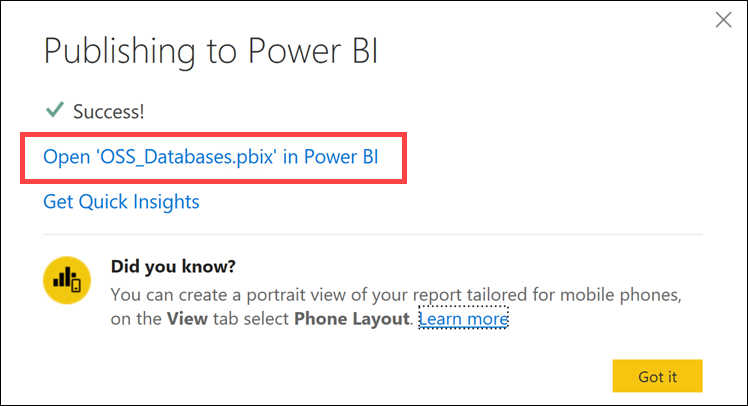 Publishing to Power BI
Success!
Open 'OSS_Databases.pbix' in Power BI
Get Quick Insights
Did you know?
You can create a portrait view of your report tailored for mobile phones,
on the View tab select Phone Layout. Learn more
Got it